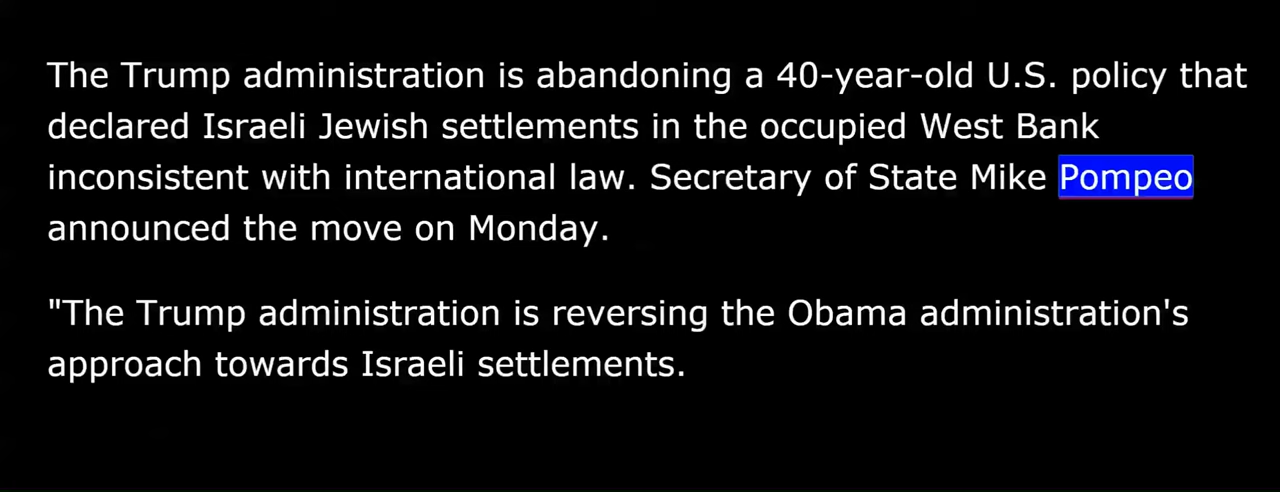 The Trump administration is abandoning a 40-year-old U.S. policy that
declared Israeli Jewish settlements in the occupied West Bank
inconsistent with international law. Secretary of State Mike Pompeo
announced the move on Monday.
"The Trump administration is reversing the Obama administration's
approach towards Israeli settlements.